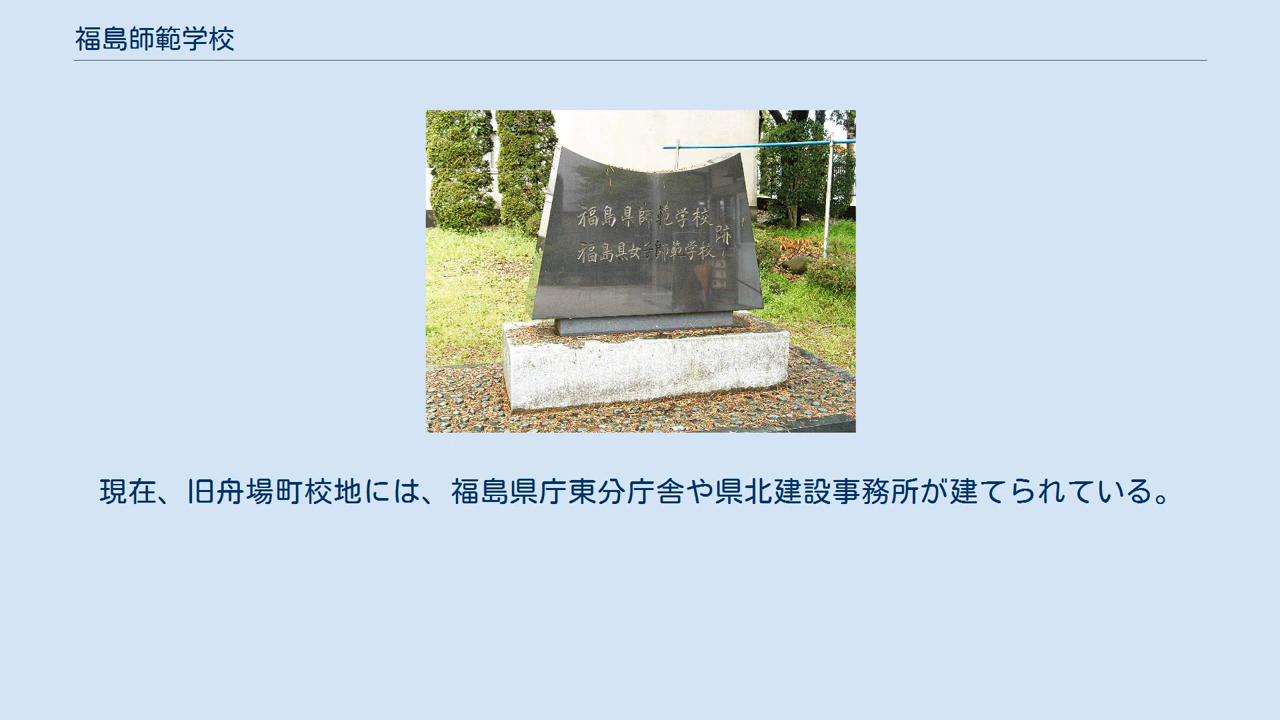 福島師範学校
福島県師範学校
福島県女子師範学校
跡
現在、旧舟場町校地には、福島県庁東分庁舎や県北建設事務所が建てられている。